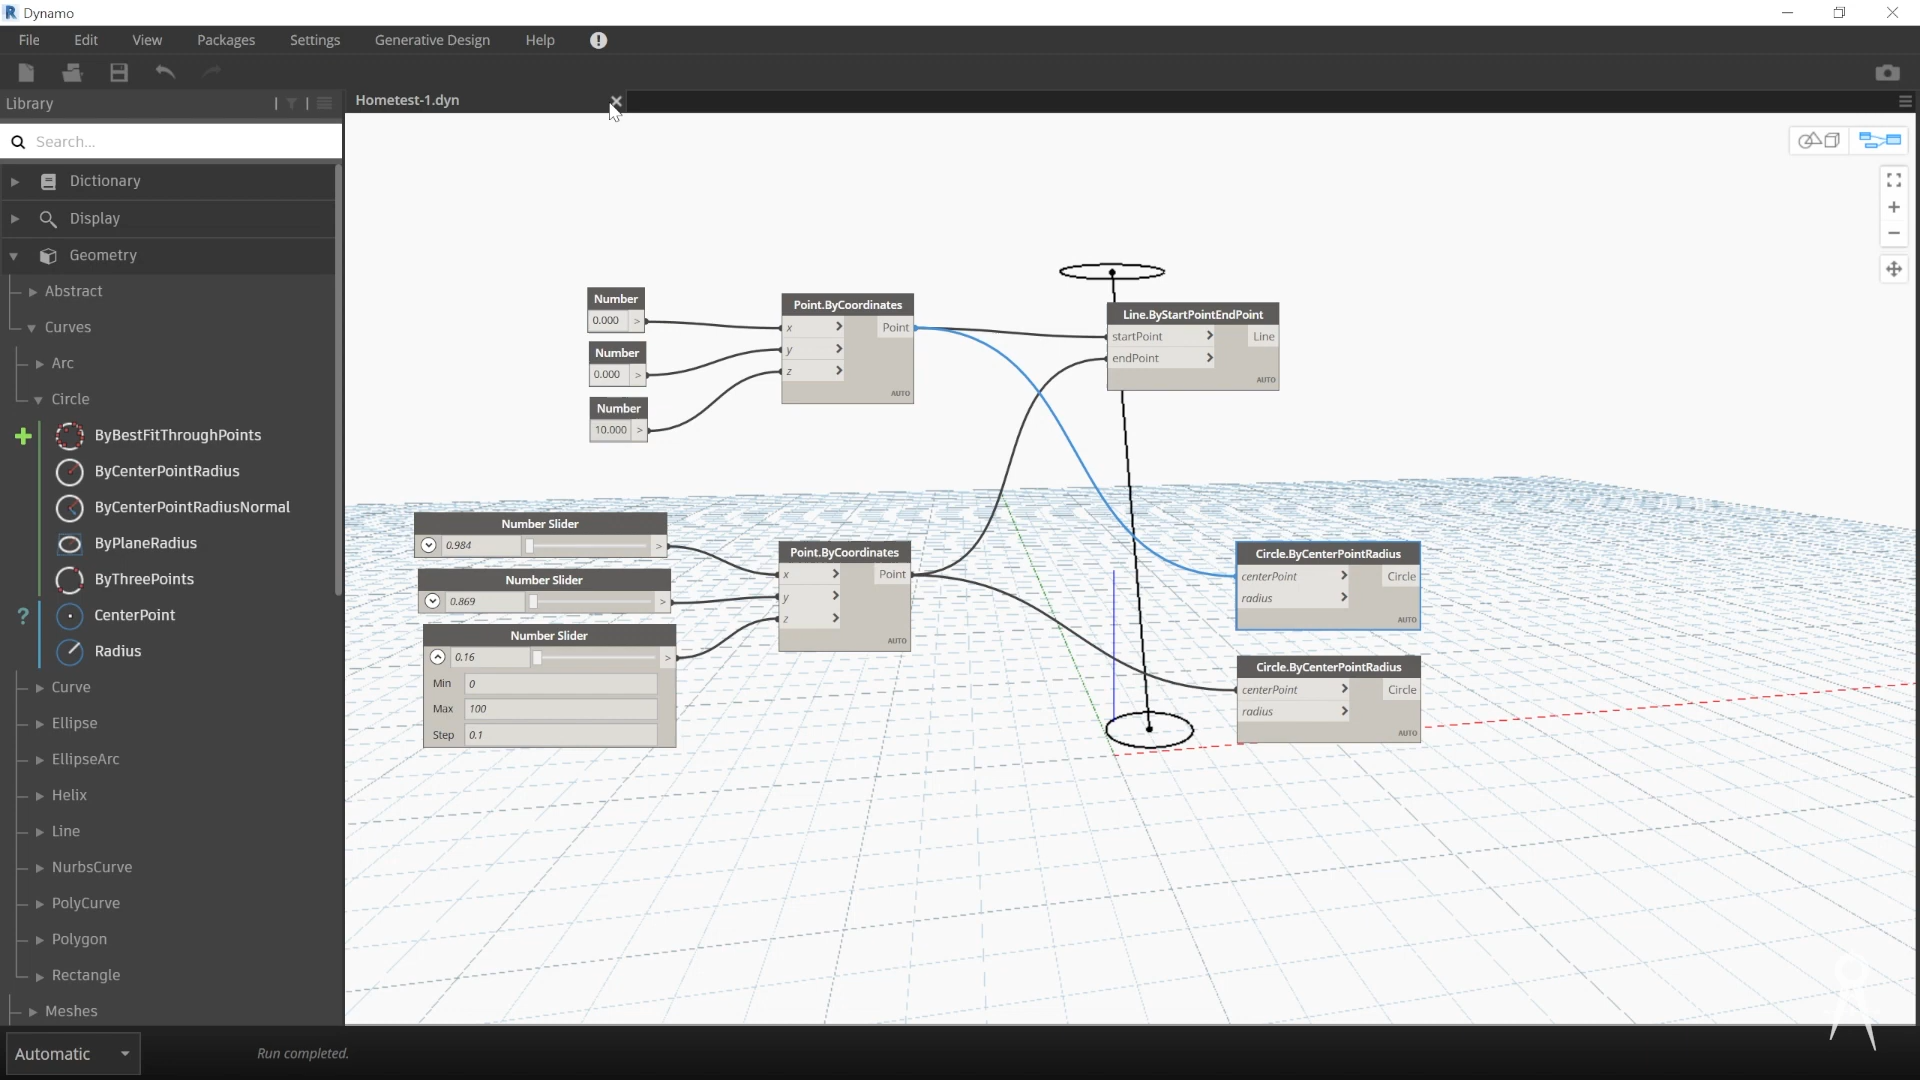 R Dynamo
File Edit View Packages Settings Generative Design Help !
Library
Hometest-1.dyn
Search...
Dictionary
Display
Geometry
Abstract
Curves
Arc
Circle
ByBestFitThroughPoints
ByCenterPointRadius
ByCenterPointRadiusNormal
ByPlaneRadius
ByThreePoints
? CenterPoint
Radius
Curve
Ellipse
EllipseArc
Helix
Line
NurbsCurve
PolyCurve
Polygon
Rectangle
Meshes
Automatic
Run completed.
Number
0.000 >
Number
0.000 >
Number
10.000 >
Point.ByCoordinates
x > Point
y >
z >
AUTO
Line.ByStartPointEndPoint
startPoint > Line
endPoint >
AUTO
Number Slider
0.984 >
Number Slider
0.869 >
Number Slider
0.16 >
Min 0
Max 100
Step 0.1
Point.ByCoordinates
x > Point
y >
z >
AUTO
Circle.ByCenterPointRadius
centerPoint > Circle
radius >
AUTO
Circle.ByCenterPointRadius
centerPoint > Circle
radius >
AUTO